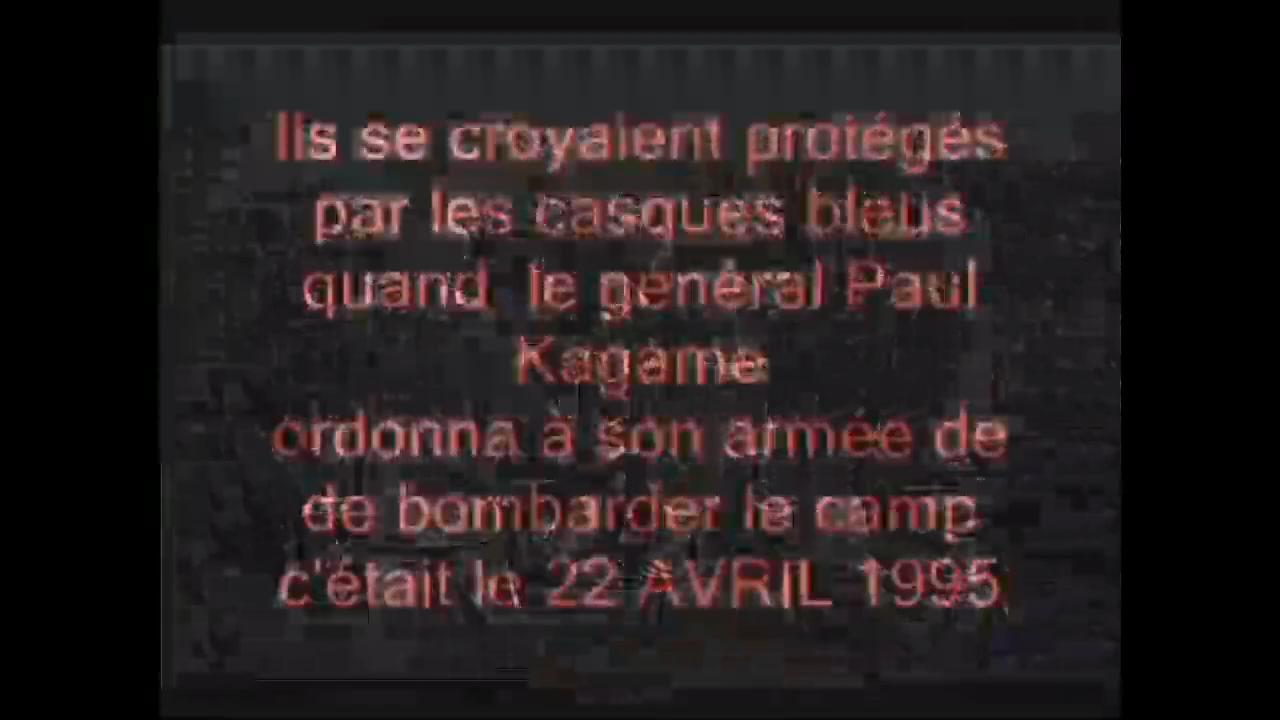 Ils se croyaient protégés
par les casques bleus
quand le général Paul
Kagame
ordonna à son armée de
de bombarder le camp
c'était le 22 AVRIL 1995